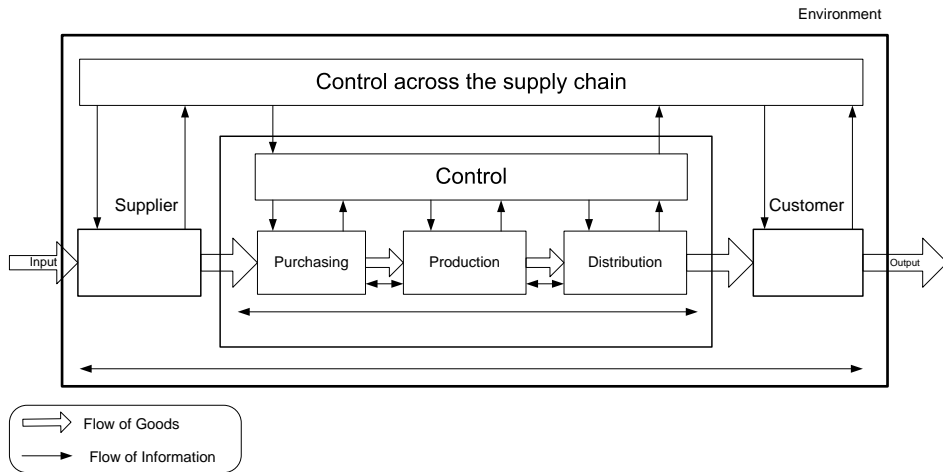 Environment
Control across the supply chain
Control
Supplier
Customer
Input
Purchasing
Production
Distribution
Output
Flow of Goods
Flow of Information